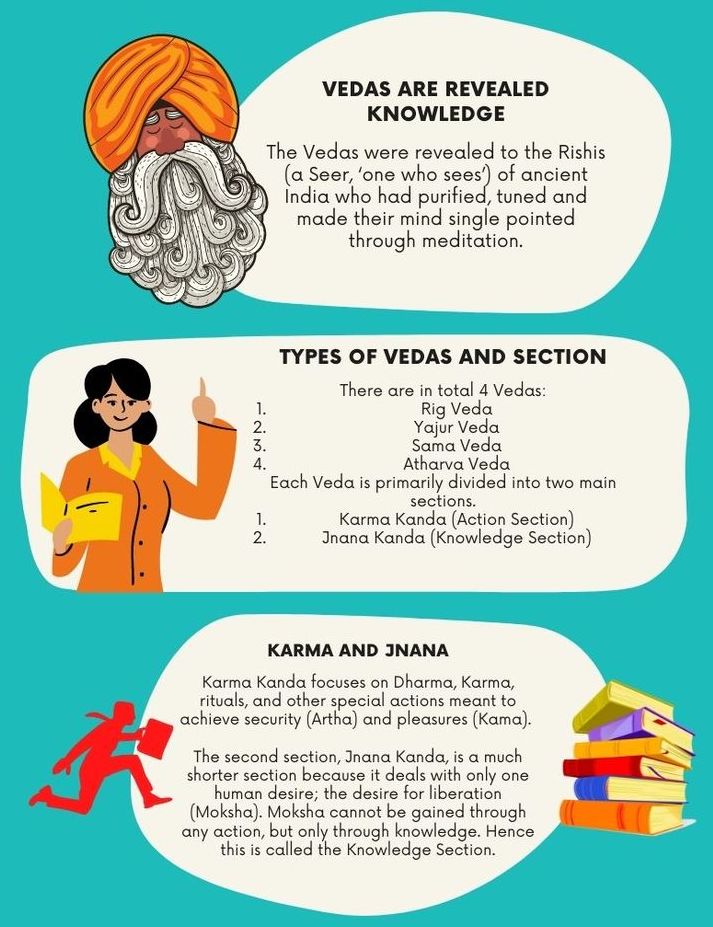 VEDAS ARE REVEALED
KNOWLEDGE
The Vedas were revealed to the Rishis
(a Seer, ‘one who sees’) of ancient
India who had purified, tuned and
made their mind single pointed
through meditation.
TYPES OF VEDAS AND SECTION
There are in total 4 Vedas:
1. Rig Veda
2. Yajur Veda
3. Sama Veda
4. Atharva Veda
Each Veda is primarily divided into two main
sections.
1. Karma Kanda (Action Section)
2. Jnana Kanda (Knowledge Section)
KARMA AND JNANA
Karma Kanda focuses on Dharma, Karma,
rituals, and other special actions meant to
achieve security (Artha) and pleasures (Kama).
The second section, Jnana Kanda, is a much
shorter section because it deals with only one
human desire; the desire for liberation
(Moksha). Moksha cannot be gained through
any action, but only through knowledge. Hence
this is called the Knowledge Section.